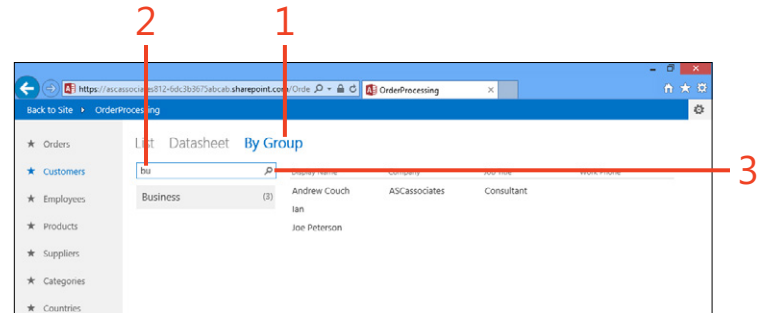 2
1
https://ascassociates812-6dc3b3675abcab.sharepoint.com/Orde
OrderProcessing
Back to Site
OrderProcessing
Orders
List
Datasheet
By Group
Customers
bu
Display Name
Company
Job Title
Work Phone
3
Employees
Business
(3)
Andrew Couch
ASCassociates
Consultant
Ian
Products
Joe Peterson
Suppliers
Categories
Countries